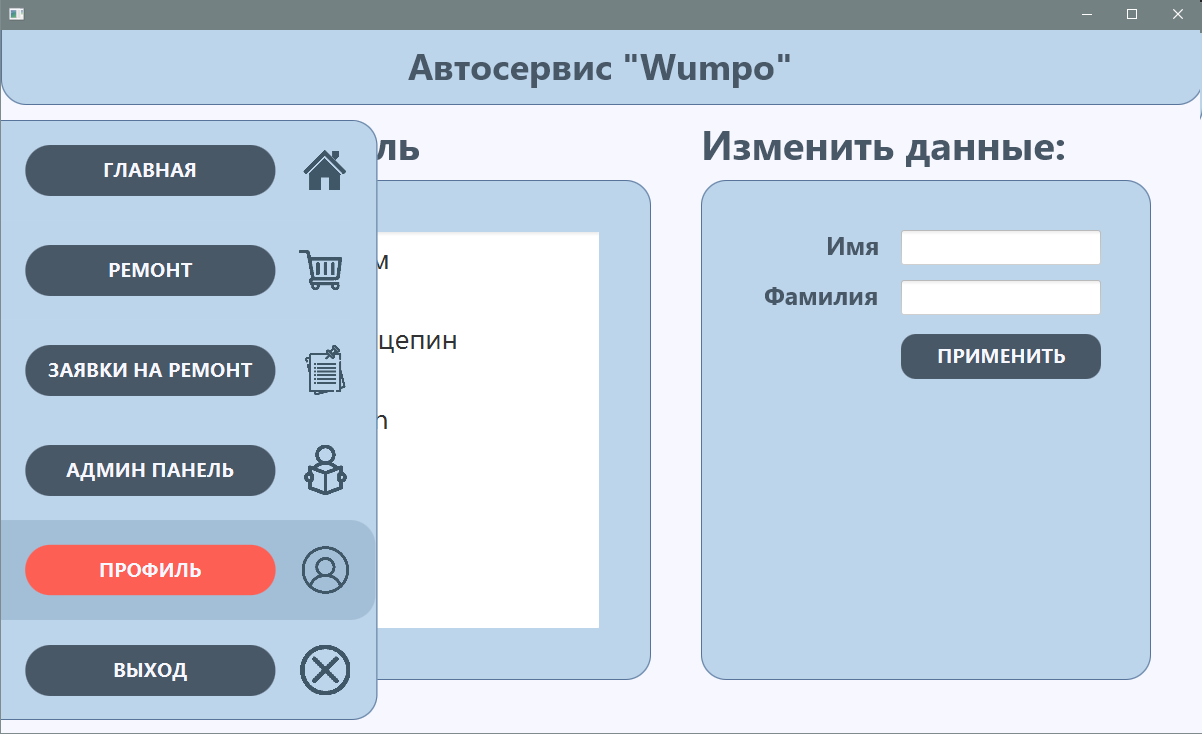 Автосервис "Wumpo"
ГЛАВНАЯ
РЕМОНТ
ЗАЯВКИ НА РЕМОНТ
АДМИН ПАНЕЛЬ
ПРОФИЛЬ
ВЫХОД
ль
м
цепин
n
Изменить данные:
Имя
Фамилия
ПРИМЕНИТЬ